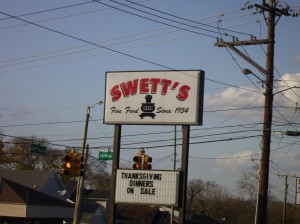 SWETT'S
Fine Food Since 1954
THANKSGIVING
DINNERS
ON SALE